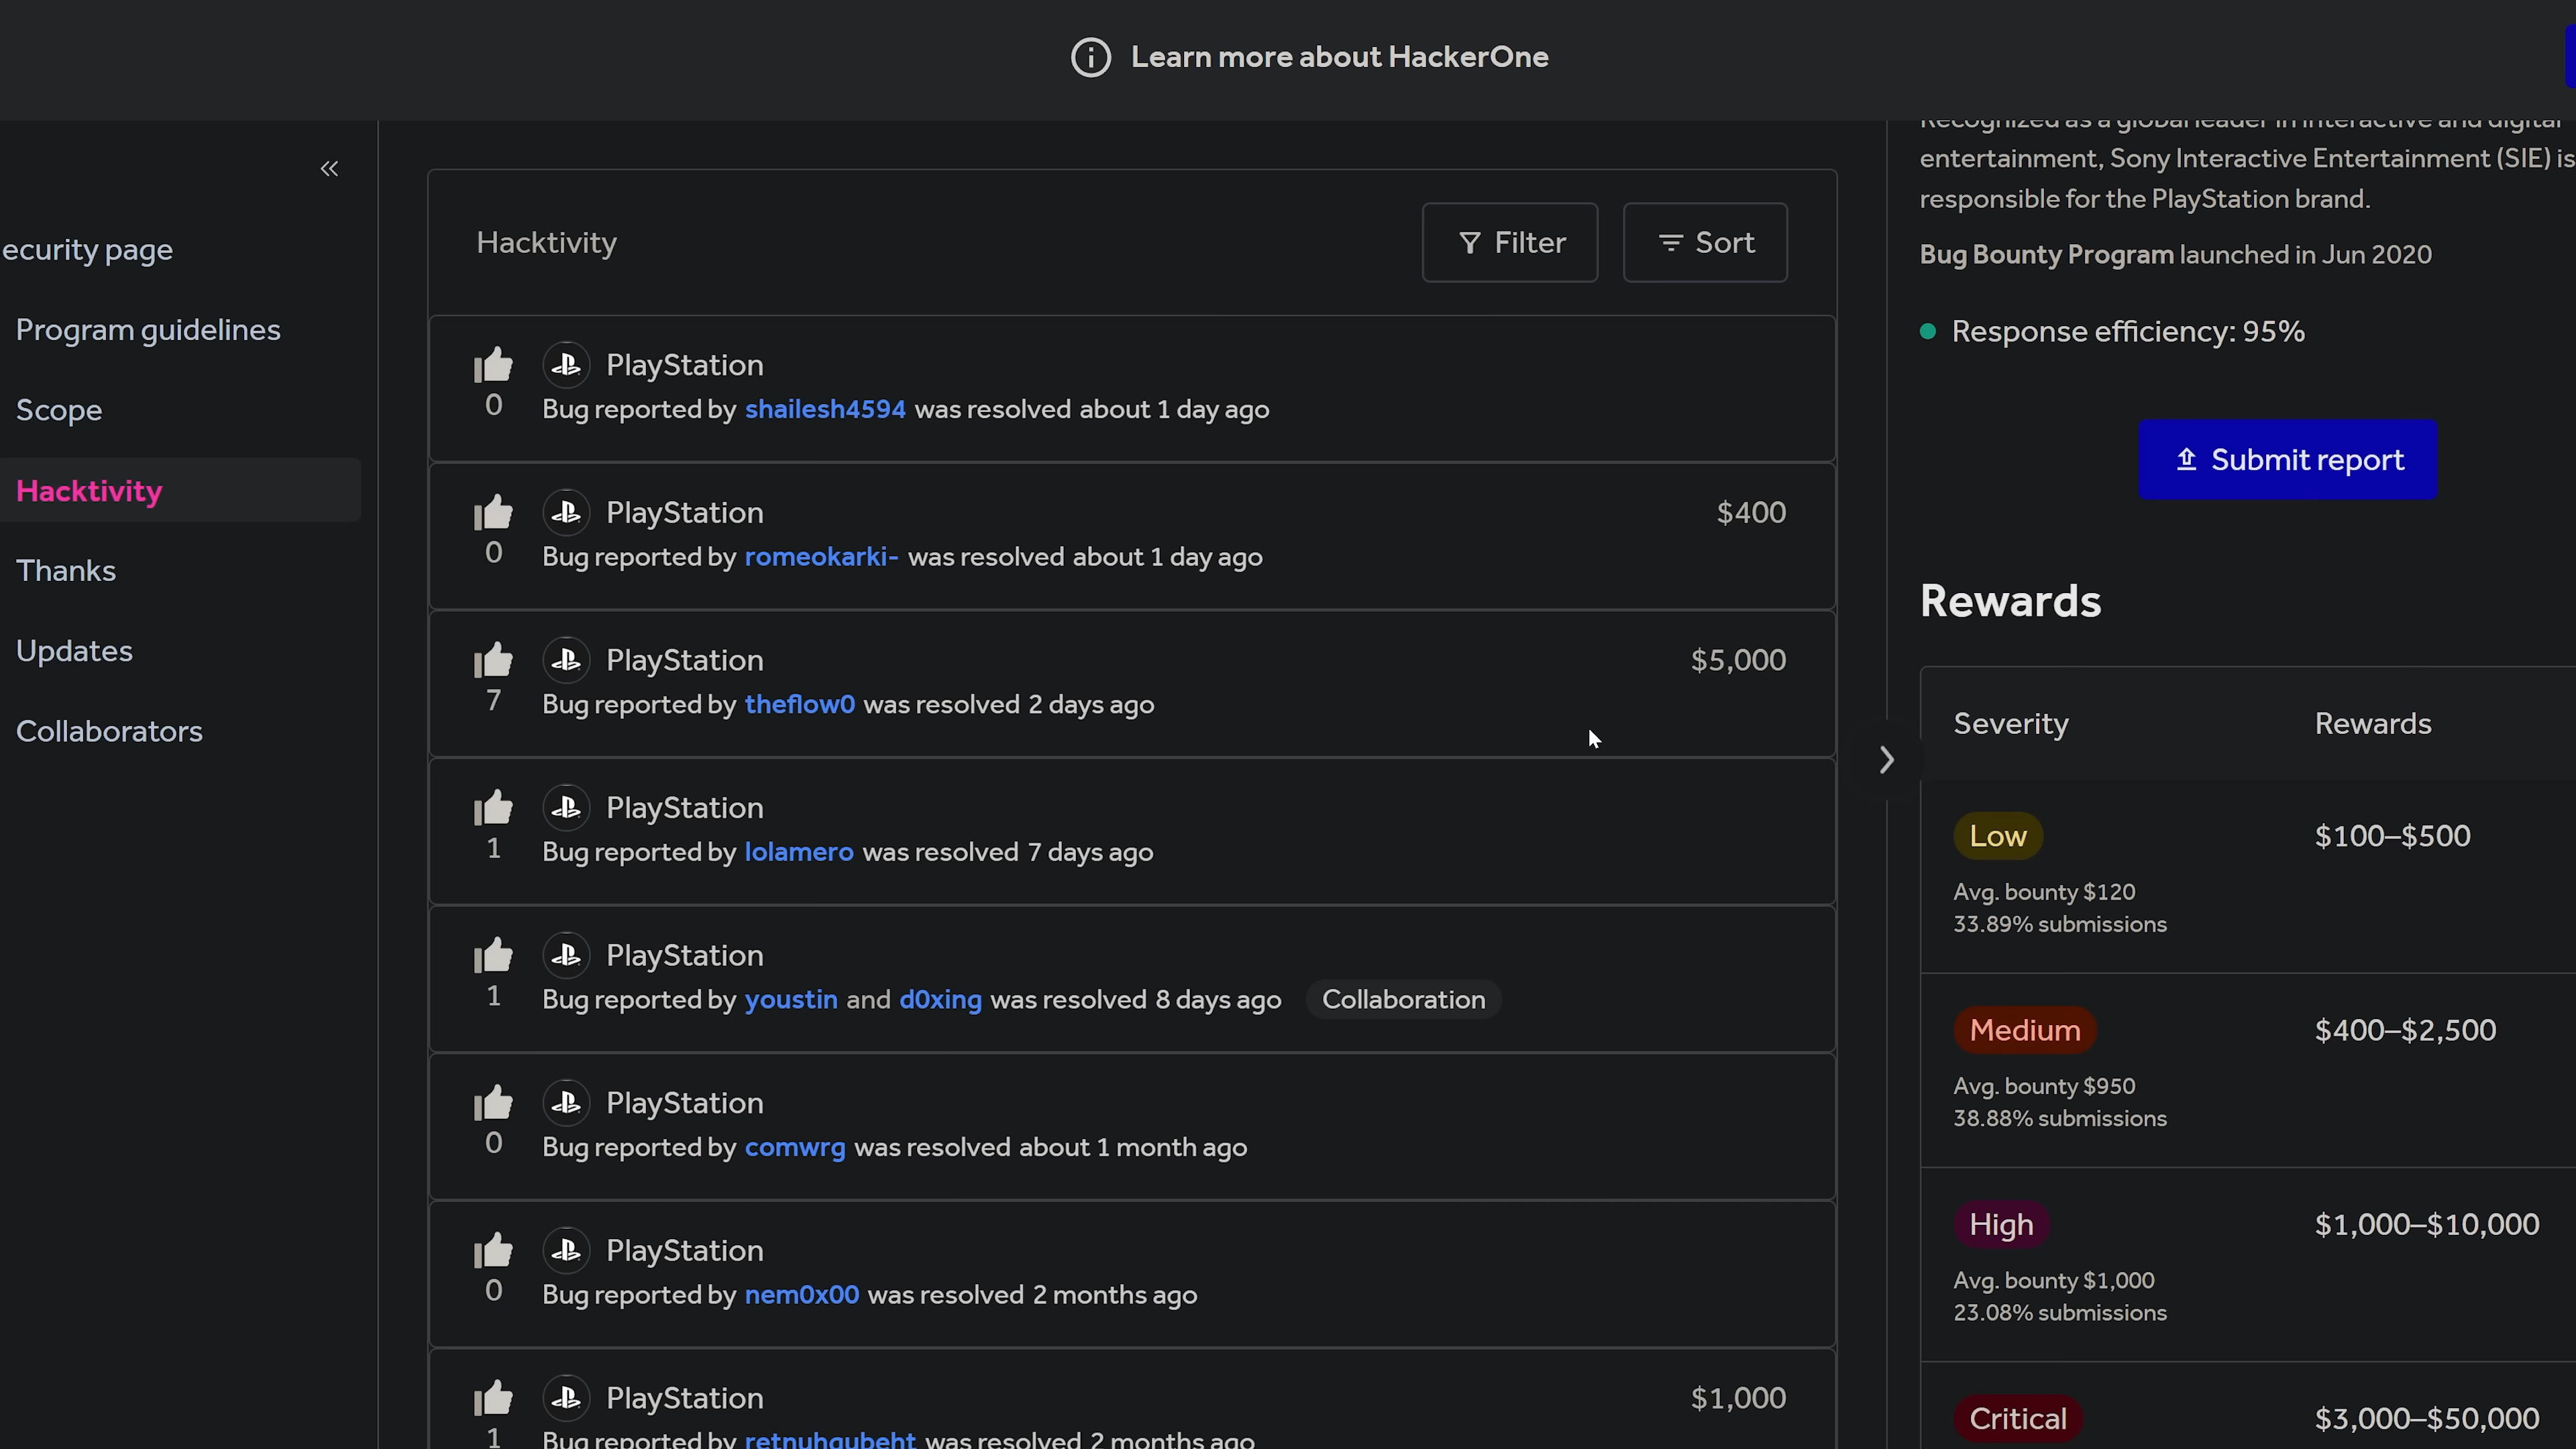 Learn more about HackerOne
ecurity page
Program guidelines
Scope
Hacktivity
Thanks
Updates
Collaborators
Hacktivity
Filter
Sort
0
PlayStation
Bug reported by shailesh4594 was resolved about 1 day ago
0
PlayStation
$400
Bug reported by romeokarki- was resolved about 1 day ago
7
PlayStation
$5,000
Bug reported by theflow0 was resolved 2 days ago
1
PlayStation
Bug reported by lolamero was resolved 7 days ago
1
PlayStation
Bug reported by youstin and d0xing was resolved 8 days ago
Collaboration
0
PlayStation
Bug reported by comwrg was resolved about 1 month ago
0
PlayStation
Bug reported by nem0x00 was resolved 2 months ago
1
PlayStation
$1,000
Bug reported by retnuhqubeht was resolved 2 months ago
Recognized as a global leader in interactive and digital
entertainment, Sony Interactive Entertainment (SIE) is
responsible for the PlayStation brand.
Bug Bounty Program launched in Jun 2020
Response efficiency: 95%
Submit report
Rewards
Severity
Rewards
Low
$100–$500
Avg. bounty $120
33.89% submissions
Medium
$400–$2,500
Avg. bounty $950
38.88% submissions
High
$1,000–$10,000
Avg. bounty $1,000
23.08% submissions
Critical
$3,000–$50,000